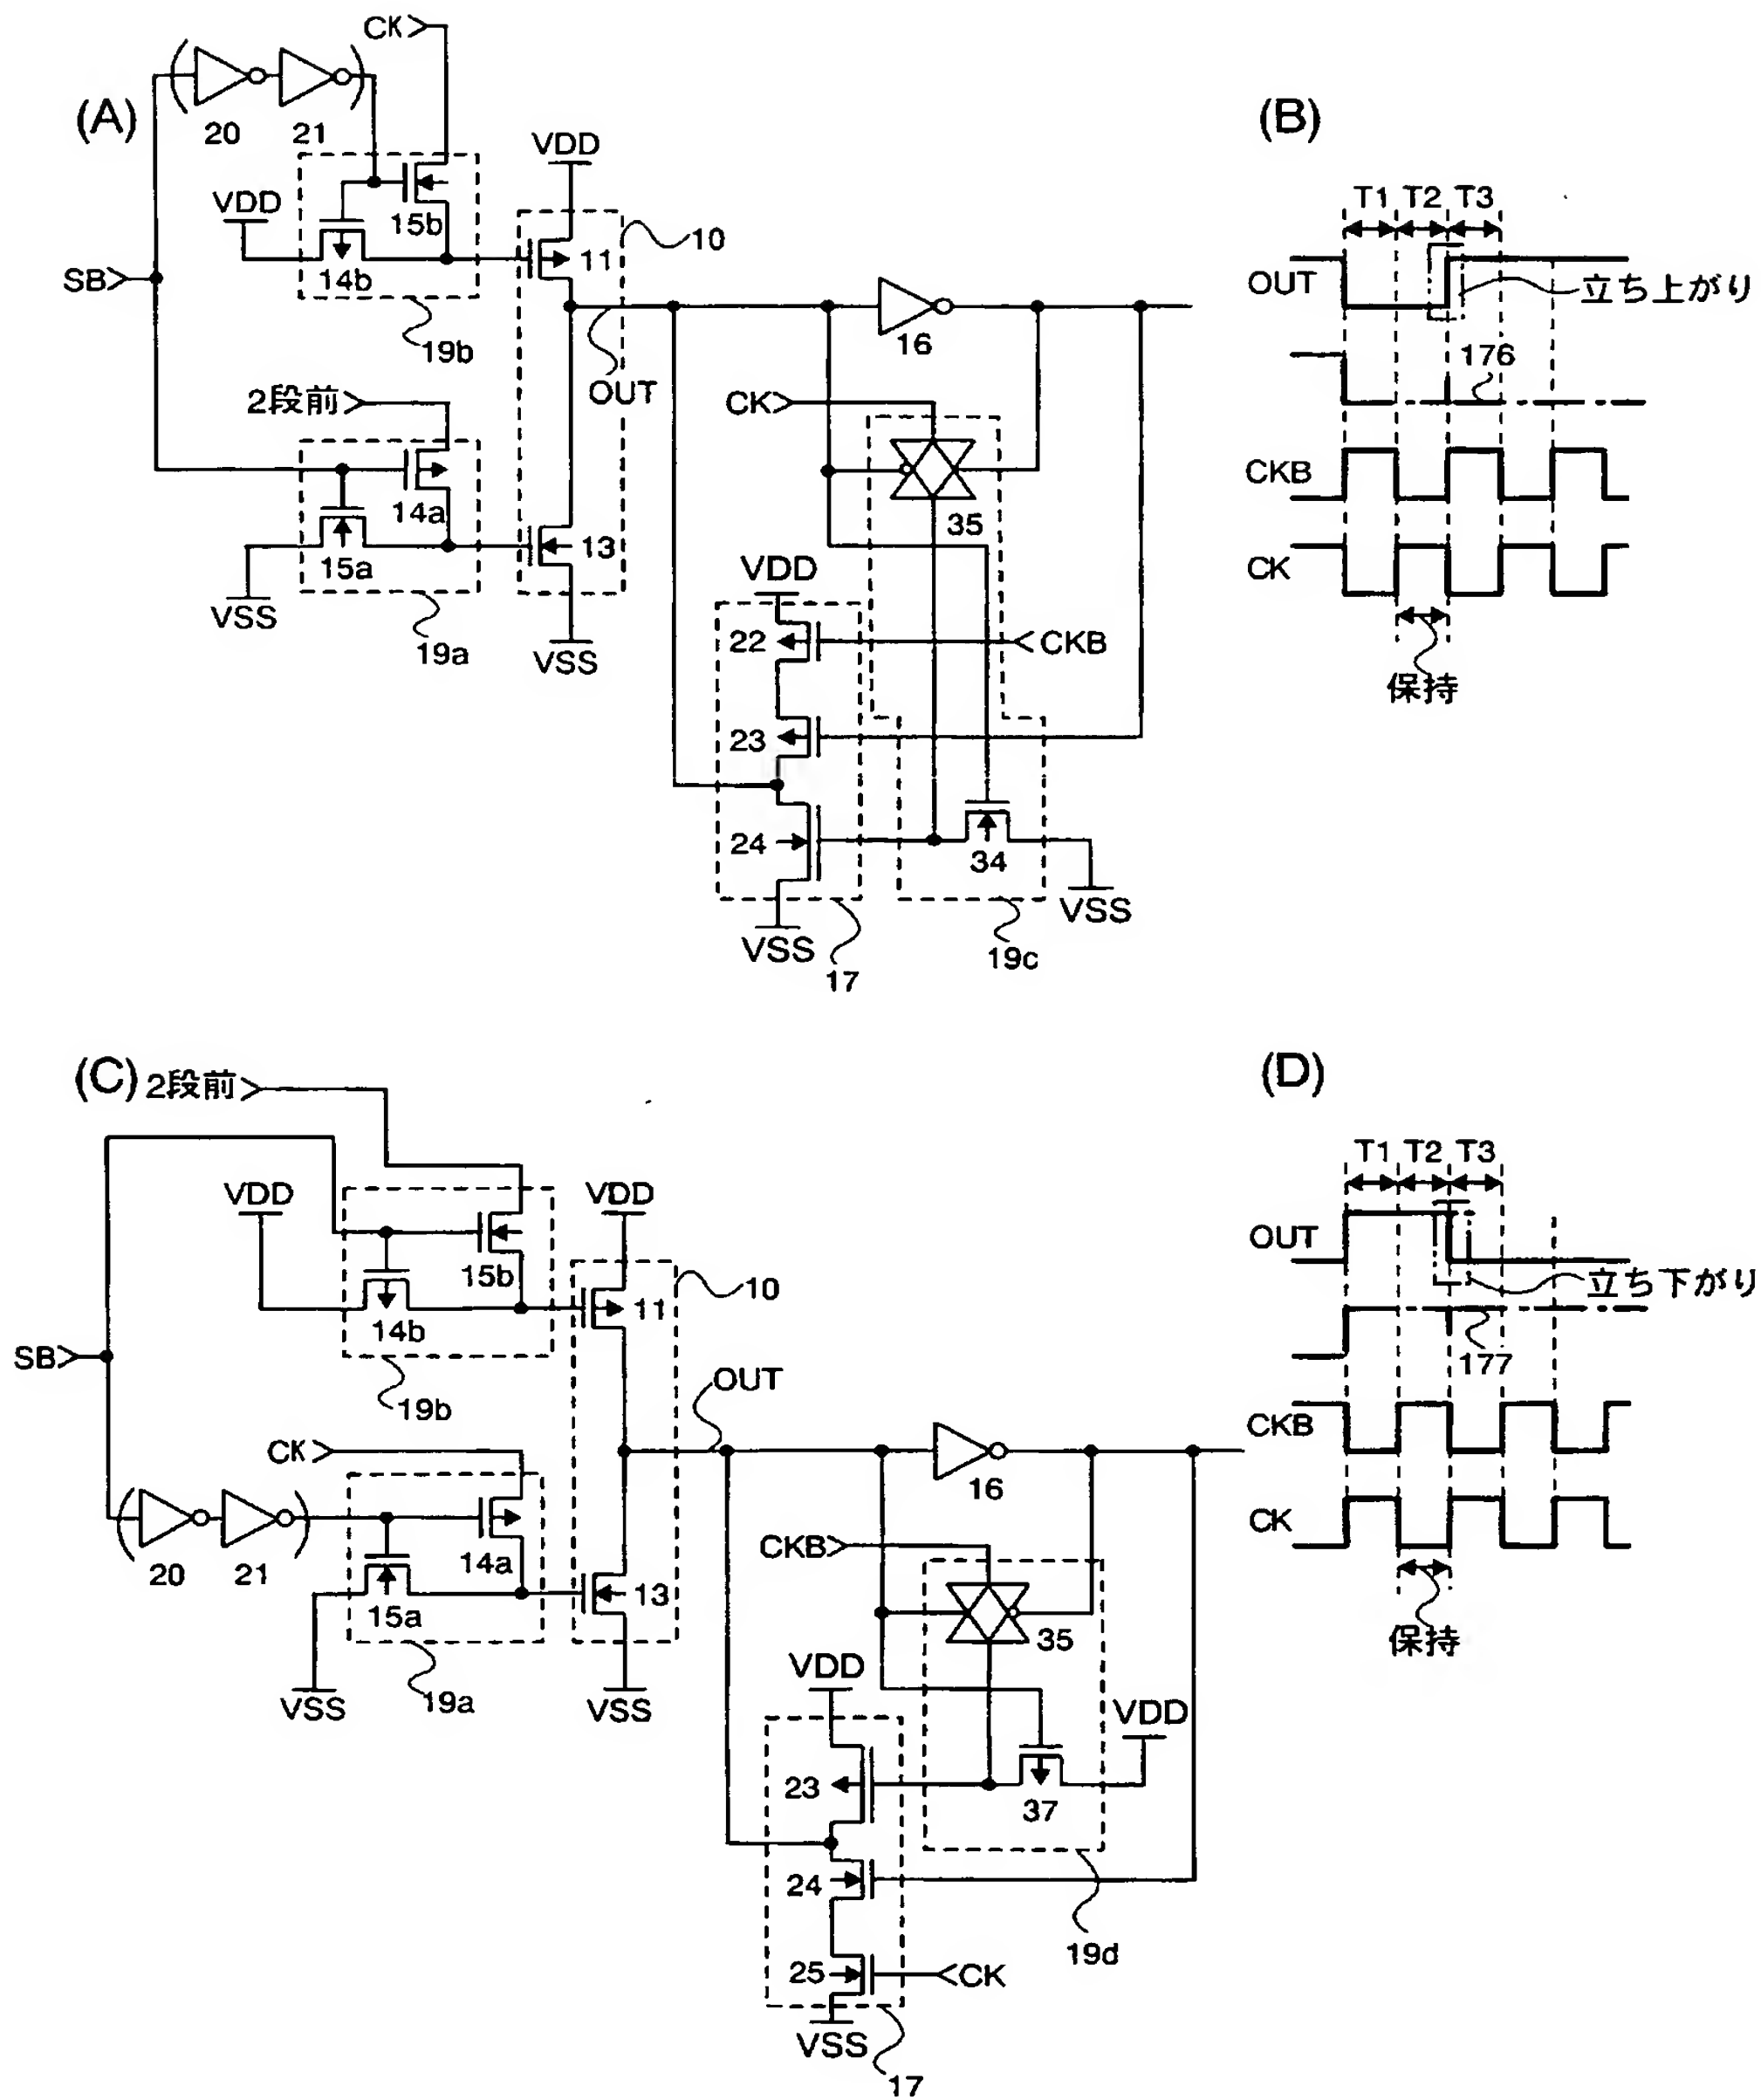 (A)
CK
20
21
VDD
15b
14b
19b
SB
2段前
14a
15a
VSS
19a
VDD
11
10
OUT
13
VSS
16
CK
35
VDD
22
CKB
23
24
34
VSS
VSS
17
19c
(B)
T1 T2 T3
OUT
立ち上がり
176
CKB
CK
保持
(C)
2段前
VDD
15b
14b
19b
SB
CK
20
21
14a
15a
VSS
19a
VDD
11
10
OUT
13
VSS
16
CKB
35
VDD
VDD
23
37
24
19d
25
CK
VSS
17
(D)
T1 T2 T3
OUT
立ち下がり
177
CKB
CK
保持